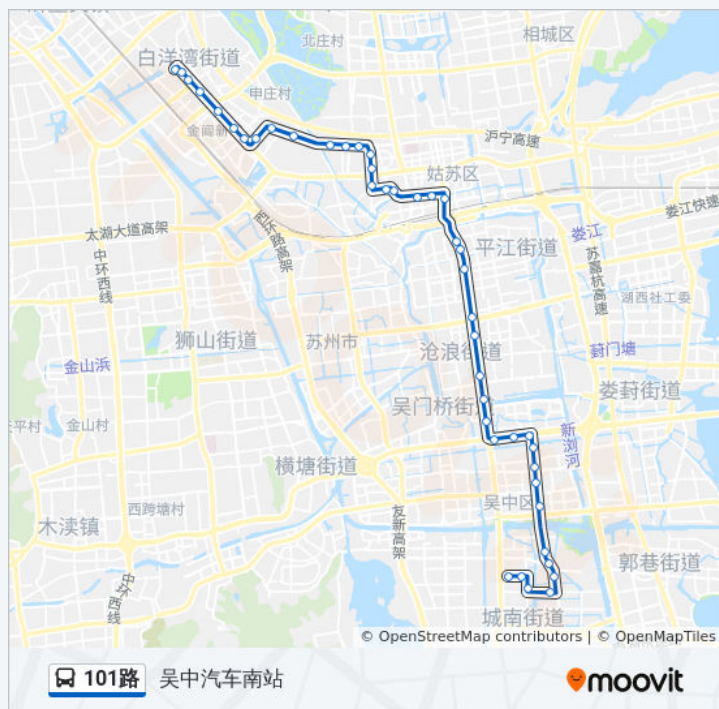 北庄村
相城区
白洋湾街道
申庄村
金阊新
沪宁高速
姑苏区
娄江快速
西环路高架
太湖大道高架
平江街道
娄江
中环西线
苏嘉杭高速
湖西社工委
狮山街道
苏州市
沧浪街道
葑门塘
金山浜
娄葑街道
吴门桥街道
金山村
新浏河
横塘街道
西跨塘村
吴中区
木渎镇
友新高架
郭巷街道
中环西线
城南街道
© OpenStreetMap contributors | © OpenMapTiles
101路 吴中汽车南站
moovit